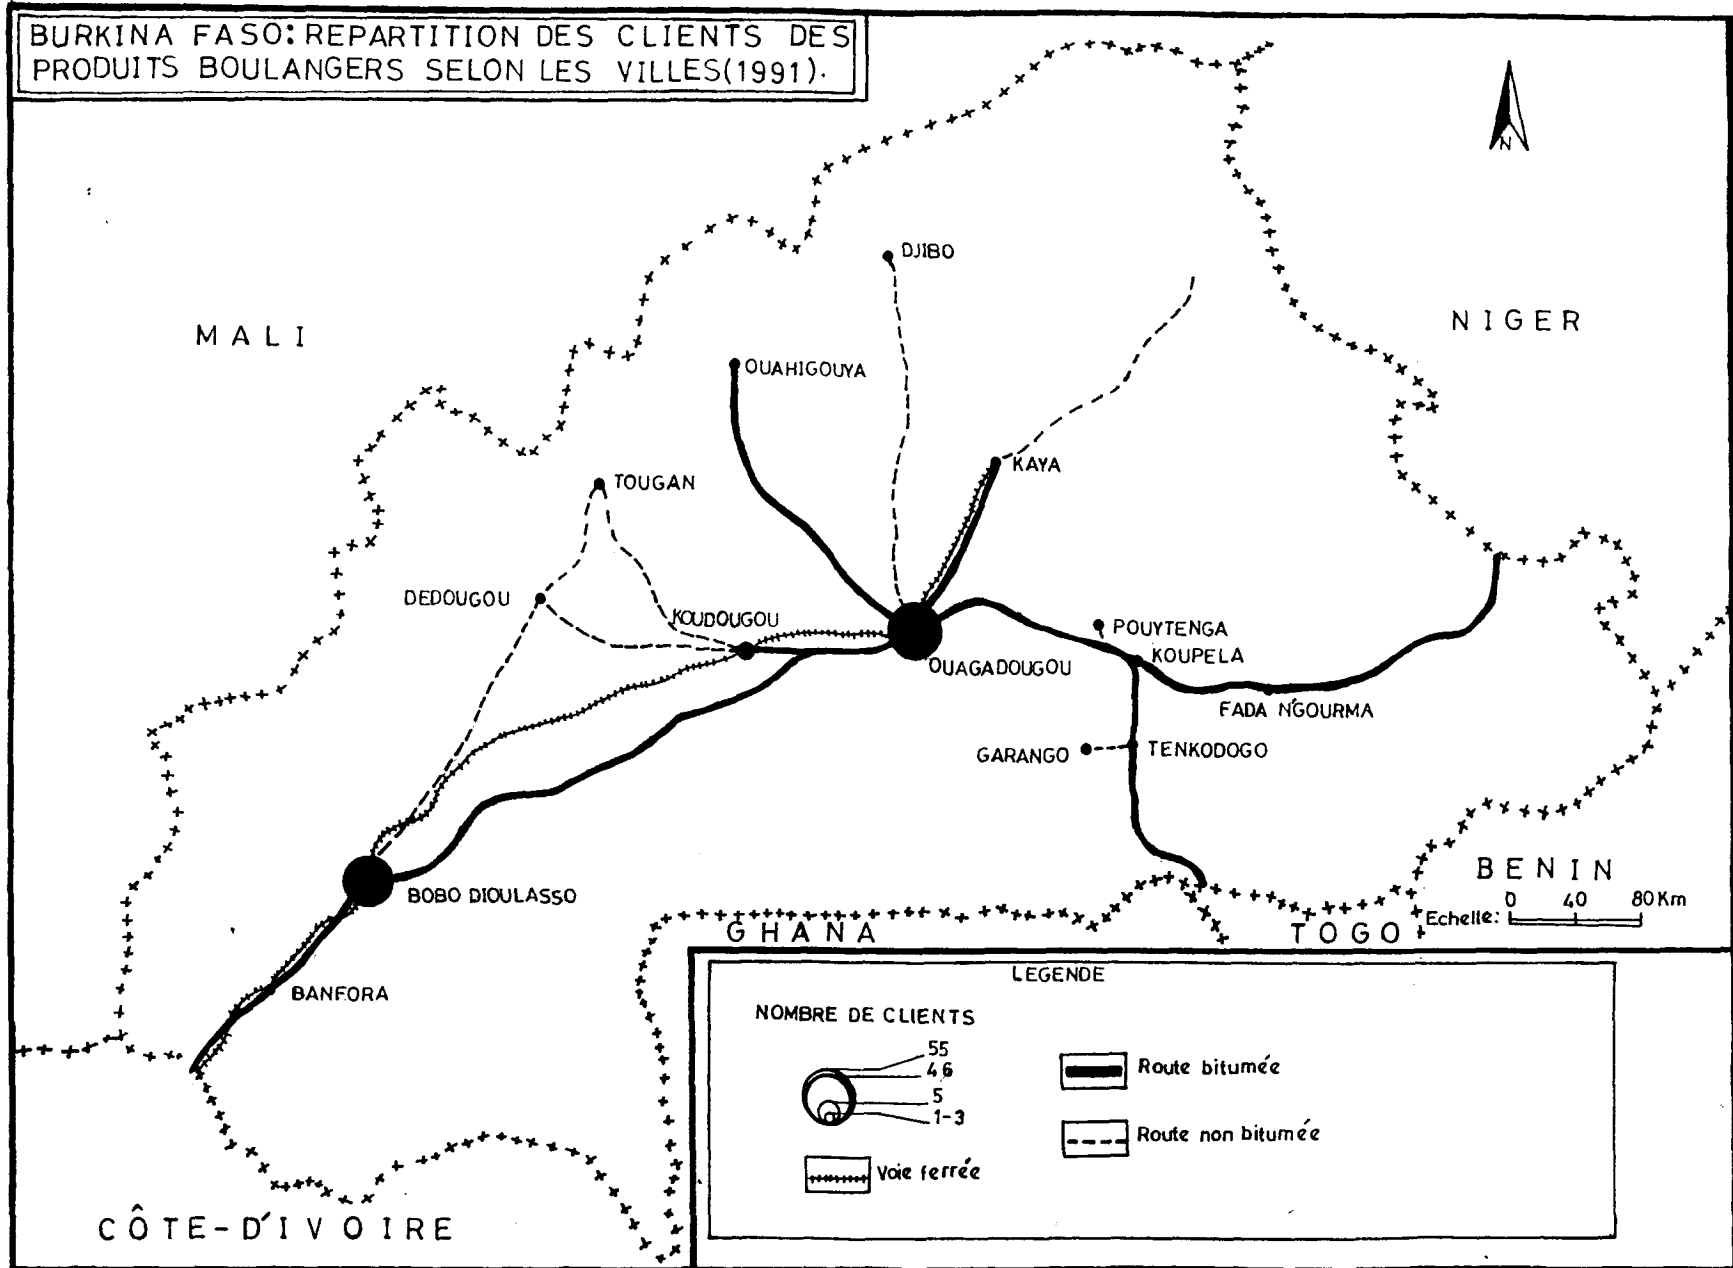 BURKINA FASO: REPARTITION DES CLIENTS DES
PRODUITS BOULANGERS SELON LES VILLES(1991).
N
DJIBO
MALI
NIGER
OUAHIGOUYA
KAYA
TOUGAN
DEDOUGOU
KOUDOUGOU
POUYTENGA
KOUPELA
OUAGADOUGOU
FADA N'GOURMA
GARANGO
TENKODOGO
BOBO DIOULASSO
BENIN
0 40 80 Km
Echelle:
GHANA
TOGO
BANFORA
LEGENDE
NOMBRE DE CLIENTS
55
46
5
1-3
Route bitumée
Route non bitumée
Voie ferrée
CÔTE-D'IVOIRE